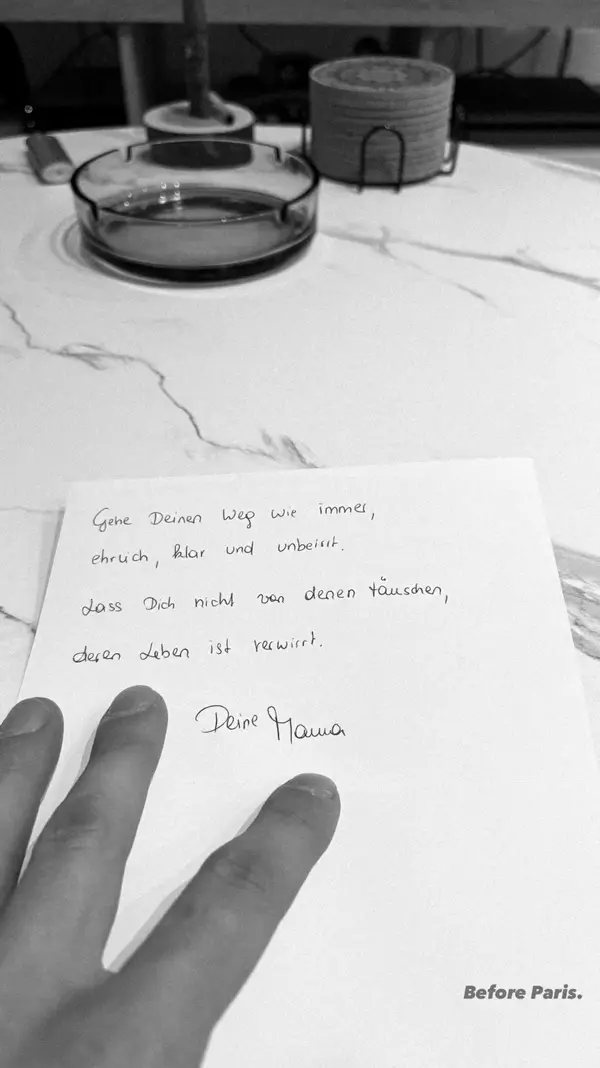 Gehe Deinen Weg wie immer,
ehrlich, klar und unbeirrt.
Lass Dich nicht von denen täuschen,
deren Leben ist verwirrt.
Deine Mama
Before Paris.